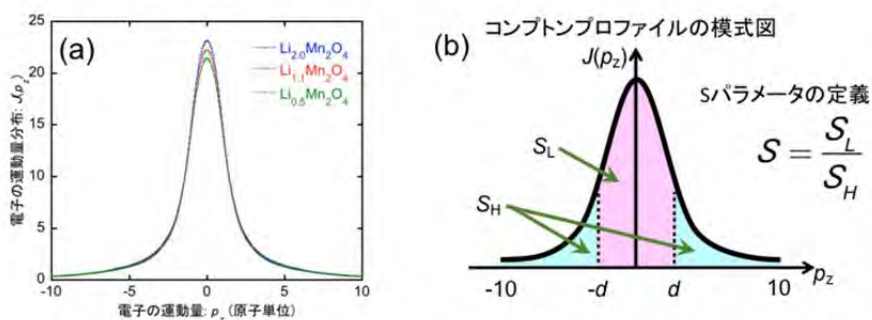 (a)
Li2.0Mn2O4
Li1.1Mn2O4
Li0.5Mn2O4
電子の運動量分布: J(pz)
25
20
15
10
5
0
-10
-5
0
5
10
電子の運動量: pz (原子単位)
(b)
コンプトンプロファイルの模式図
J(pz)
Sパラメータの定義
S = SL / SH
SL
SH
-10
-d
d
10
pz